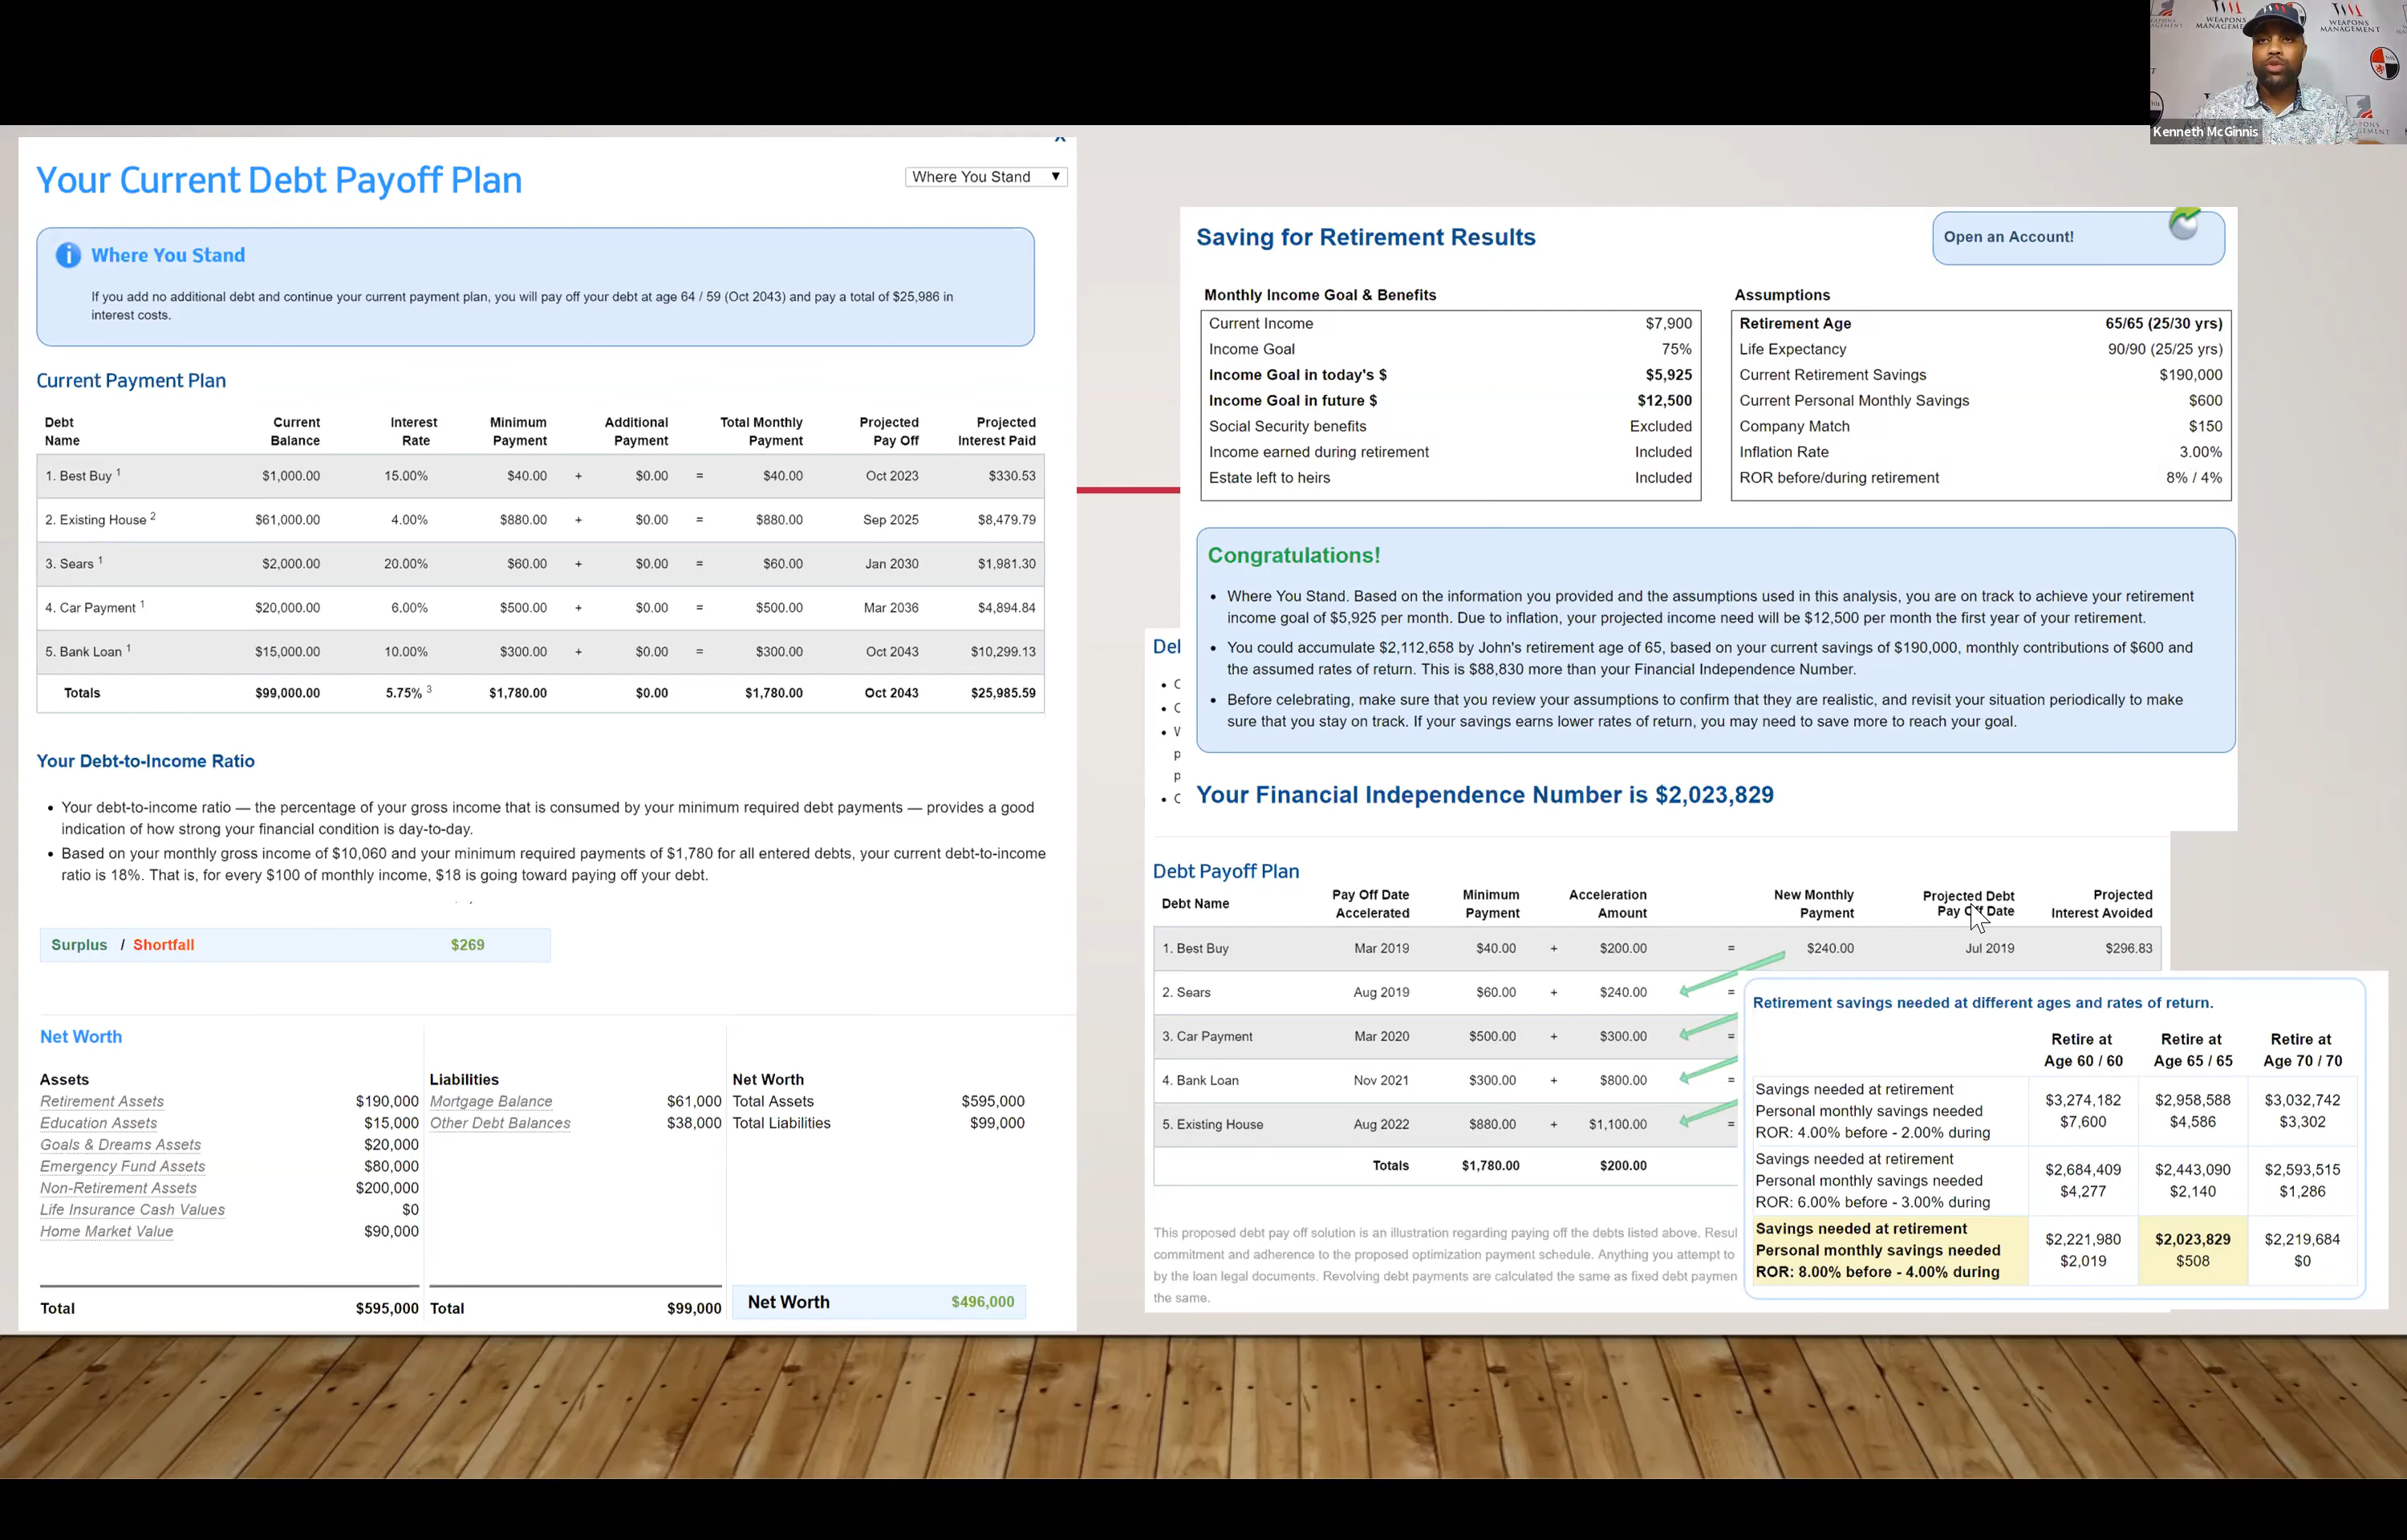 WEAPONS
MANAGEMENT
WEAPONS
MANAGEMENT
Kenneth McGinnis
Your Current Debt Payoff Plan
Where You Stand ▼
Where You Stand
If you add no additional debt and continue your current payment plan, you will pay off your debt at age 64 / 59 (Oct 2043) and pay a total of $25,986 in
interest costs.
Current Payment Plan
Debt Name Current Balance Interest Rate Minimum Payment Additional Payment Total Monthly Payment Projected Pay Off Projected Interest Paid
1. Best Buy 1 $1,000.00 15.00% $40.00 + $0.00 = $40.00 Oct 2023 $330.53
2. Existing House 2 $61,000.00 4.00% $880.00 + $0.00 = $880.00 Sep 2025 $8,479.79
3. Sears 1 $2,000.00 20.00% $60.00 + $0.00 = $60.00 Jan 2030 $1,981.30
4. Car Payment 1 $20,000.00 6.00% $500.00 + $0.00 = $500.00 Mar 2036 $4,894.84
5. Bank Loan 1 $15,000.00 10.00% $300.00 + $0.00 = $300.00 Oct 2043 $10,299.13
Totals $99,000.00 5.75% 3 $1,780.00 $0.00 $1,780.00 Oct 2043 $25,985.59
Your Debt-to-Income Ratio
• Your debt-to-income ratio — the percentage of your gross income that is consumed by your minimum required debt payments — provides a good
indication of how strong your financial condition is day-to-day.
• Based on your monthly gross income of $10,060 and your minimum required payments of $1,780 for all entered debts, your current debt-to-income
ratio is 18%. That is, for every $100 of monthly income, $18 is going toward paying off your debt.
Surplus / Shortfall $269
Net Worth
Assets
Retirement Assets $190,000
Education Assets $15,000
Goals & Dreams Assets $20,000
Emergency Fund Assets $80,000
Non-Retirement Assets $200,000
Life Insurance Cash Values $0
Home Market Value $90,000
Total $595,000
Liabilities
Mortgage Balance $61,000
Other Debt Balances $38,000
Total $99,000
Net Worth
Total Assets $595,000
Total Liabilities $99,000
Net Worth $496,000
Saving for Retirement Results
Open an Account!
Monthly Income Goal & Benefits
Current Income $7,900
Income Goal 75%
Income Goal in today's $ $5,925
Income Goal in future $ $12,500
Social Security benefits Excluded
Income earned during retirement Included
Estate left to heirs Included
Assumptions
Retirement Age 65/65 (25/30 yrs)
Life Expectancy 90/90 (25/25 yrs)
Current Retirement Savings $190,000
Current Personal Monthly Savings $600
Company Match $150
Inflation Rate 3.00%
ROR before/during retirement 8% / 4%
Congratulations!
• Where You Stand. Based on the information you provided and the assumptions used in this analysis, you are on track to achieve your retirement
income goal of $5,925 per month. Due to inflation, your projected income need will be $12,500 per month the first year of your retirement.
• You could accumulate $2,112,658 by John's retirement age of 65, based on your current savings of $190,000, monthly contributions of $600 and
the assumed rates of return. This is $88,830 more than your Financial Independence Number.
• Before celebrating, make sure that you review your assumptions to confirm that they are realistic, and revisit your situation periodically to make
sure that you stay on track. If your savings earns lower rates of return, you may need to save more to reach your goal.
Your Financial Independence Number is $2,023,829
Debt Payoff Plan
Debt Name Pay Off Date Accelerated Minimum Payment Acceleration Amount New Monthly Payment Projected Debt Pay Off Date Projected Interest Avoided
1. Best Buy Mar 2019 $40.00 + $200.00 = $240.00 Jul 2019 $296.83
2. Sears Aug 2019 $60.00 + $240.00 =
3. Car Payment Mar 2020 $500.00 + $300.00 =
4. Bank Loan Nov 2021 $300.00 + $800.00 =
5. Existing House Aug 2022 $880.00 + $1,100.00 =
Totals $1,780.00 $200.00
This proposed debt pay off solution is an illustration regarding paying off the debts listed above. Resul
commitment and adherence to the proposed optimization payment schedule. Anything you attempt to
by the loan legal documents. Revolving debt payments are calculated the same as fixed debt paymen
the same.
Retirement savings needed at different ages and rates of return.
Retire at Age 60 / 60 Retire at Age 65 / 65 Retire at Age 70 / 70
Savings needed at retirement $3,274,182 $2,958,588 $3,032,742
Personal monthly savings needed $7,600 $4,586 $3,302
ROR: 4.00% before - 2.00% during
Savings needed at retirement $2,684,409 $2,443,090 $2,593,515
Personal monthly savings needed $4,277 $2,140 $1,286
ROR: 6.00% before - 3.00% during
Savings needed at retirement $2,221,980 $2,023,829 $2,219,684
Personal monthly savings needed $2,019 $508 $0
ROR: 8.00% before - 4.00% during